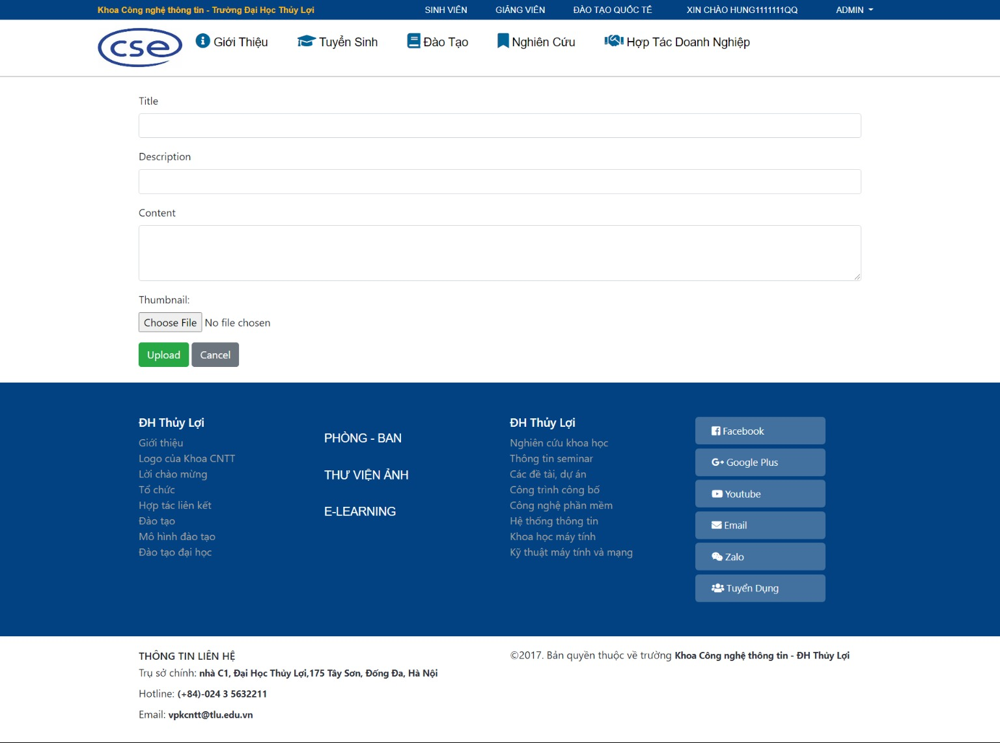 Khoa Công nghệ thông tin - Trường Đại Học Thủy Lợi
SINH VIÊN
GIẢNG VIÊN
ĐÀO TẠO QUỐC TẾ
XIN CHÀO HUNG1111111QQ
ADMIN
cse
Giới Thiệu
Tuyển Sinh
Đào Tạo
Nghiên Cứu
Hợp Tác Doanh Nghiệp
Title
Description
Content
Thumbnail:
Choose File No file chosen
Upload
Cancel
ĐH Thủy Lợi
Giới thiệu
Logo của Khoa CNTT
Lời chào mừng
Tổ chức
Hợp tác liên kết
Đào tạo
Mô hình đào tạo
Đào tạo đại học
PHÒNG - BAN
THƯ VIỆN ẢNH
E-LEARNING
ĐH Thủy Lợi
Nghiên cứu khoa học
Thông tin seminar
Các đề tài, dự án
Công trình công bố
Công nghệ phần mềm
Hệ thống thông tin
Khoa học máy tính
Kỹ thuật máy tính và mạng
Facebook
Google Plus
Youtube
Email
Zalo
Tuyển Dụng
THÔNG TIN LIÊN HỆ
Trụ sở chính: nhà C1, Đại Học Thủy Lợi,175 Tây Sơn, Đống Đa, Hà Nội
Hotline: (+84)-024 3 5632211
Email: vpkcntt@tlu.edu.vn
©2017. Bản quyền thuộc về trường Khoa Công nghệ thông tin - ĐH Thủy Lợi